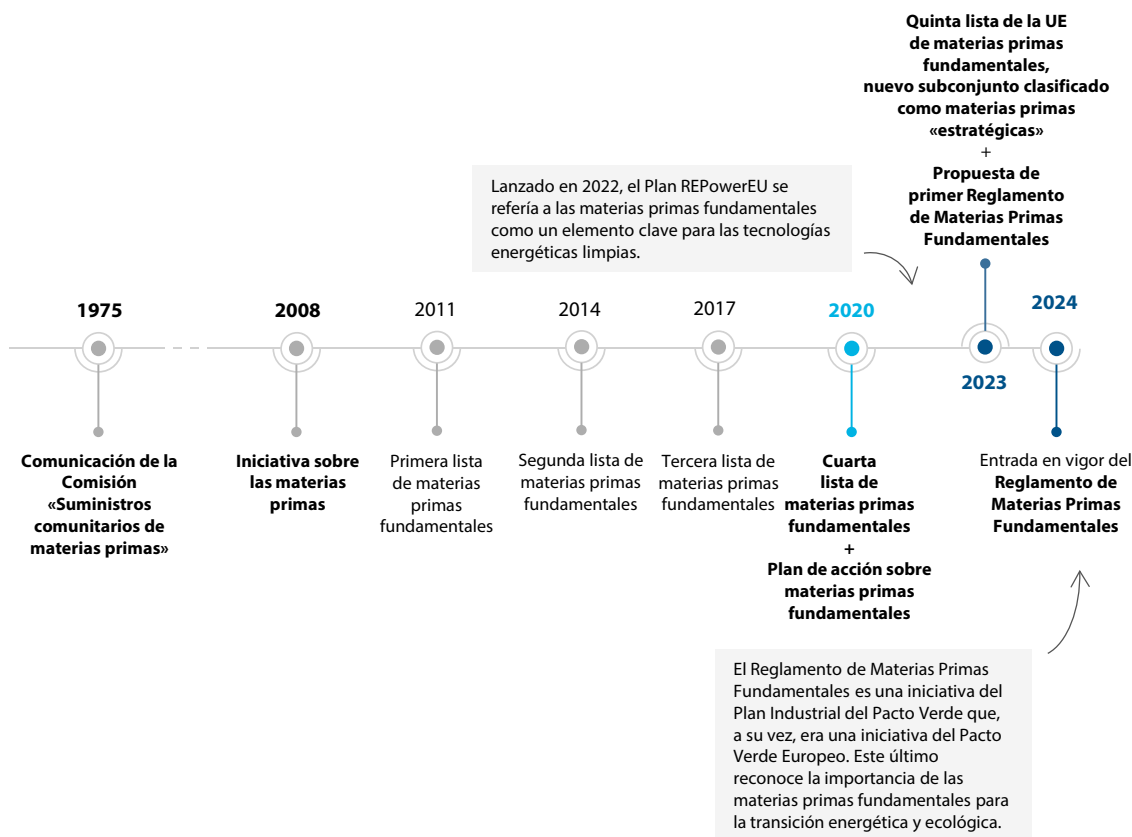 Quinta lista de la UE
de materias primas
fundamentales,
nuevo subconjunto clasificado
como materias primas
«estratégicas»
+
Propuesta de
primer Reglamento
de Materias Primas
Fundamentales
Lanzado en 2022, el Plan REPowerEU se
refería a las materias primas fundamentales
como un elemento clave para las tecnologías
energéticas limpias.
1975
2008
2011
2014
2017
2020
2023
2024
Comunicación de la
Comisión
«Suministros
comunitarios de
materias primas»
Iniciativa sobre
las materias
primas
Primera lista
de materias
primas
fundamentales
Segunda lista de
materias primas
fundamentales
Tercera lista de
materias primas
fundamentales
Cuarta
lista de
materias primas
fundamentales
+
Plan de acción sobre
materias primas
fundamentales
Entrada en vigor del
Reglamento de
Materias Primas
Fundamentales
El Reglamento de Materias Primas
Fundamentales es una iniciativa del
Plan Industrial del Pacto Verde que,
a su vez, era una iniciativa del Pacto
Verde Europeo. Este último
reconoce la importancia de las
materias primas fundamentales para
la transición energética y ecológica.